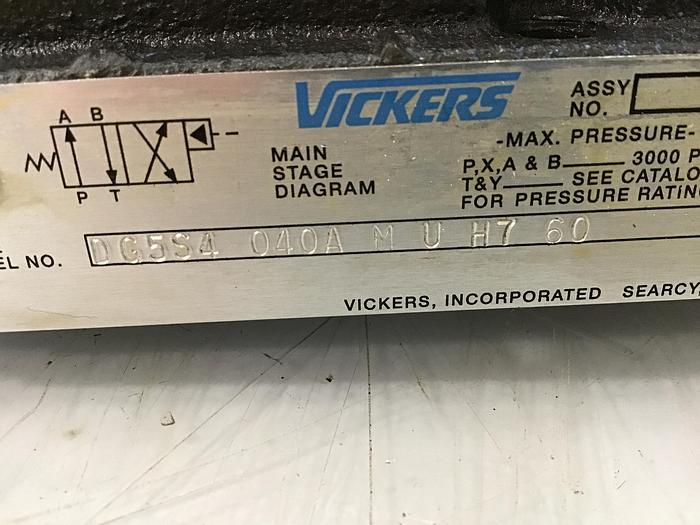 A B
P T
VICKERS
MAIN
STAGE
DIAGRAM
ASSY
NO.
-MAX. PRESSURE-
P,X,A & B 3000 P
T&Y SEE CATALO
FOR PRESSURE RATIN
EL NO. DG5S4 040A M U H7 60
VICKERS, INCORPORATED SEARCY,